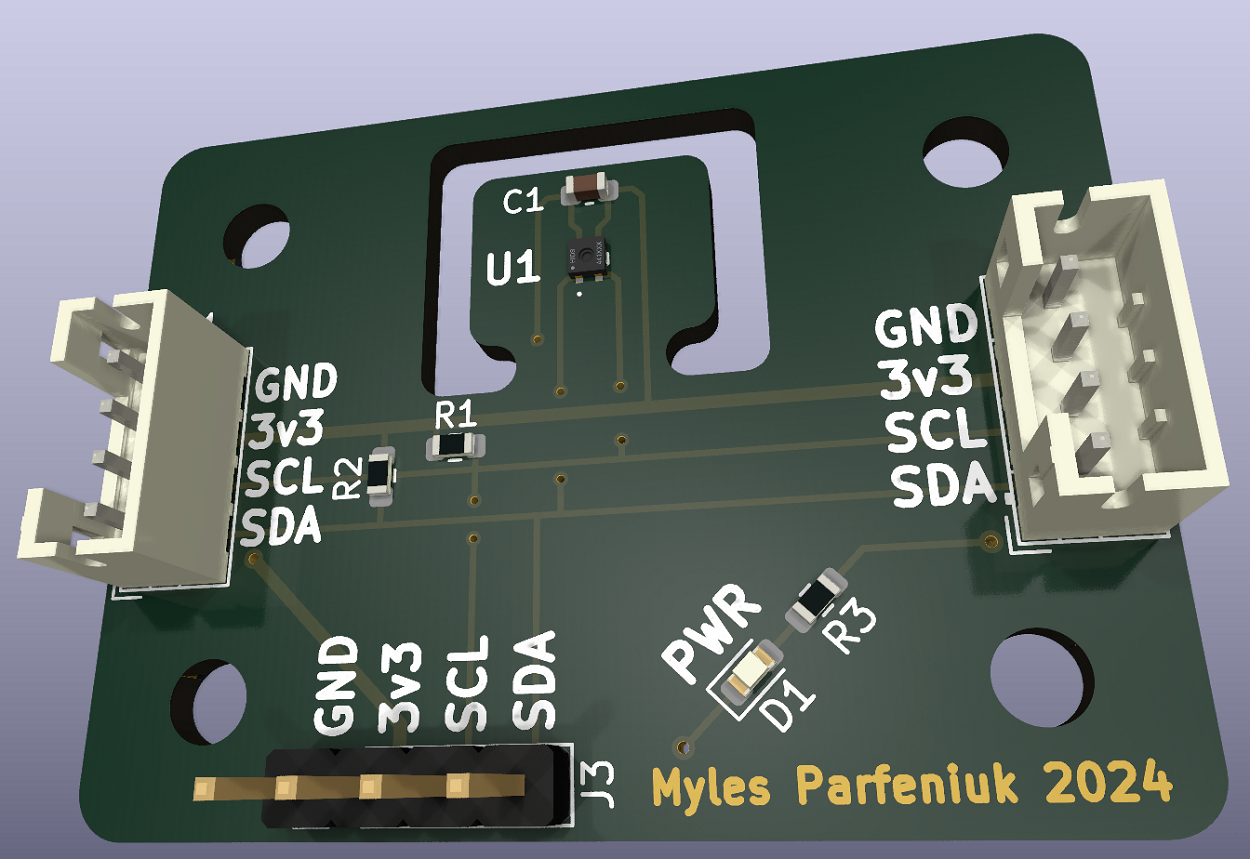 C1
U1
GND
3v3
SCL
SDA
GND
3v3
SCL
SDA
R1
R2
GND
3v3
SCL
SDA
PWR
R3
D1
J3
Myles Parfeniuk 2024